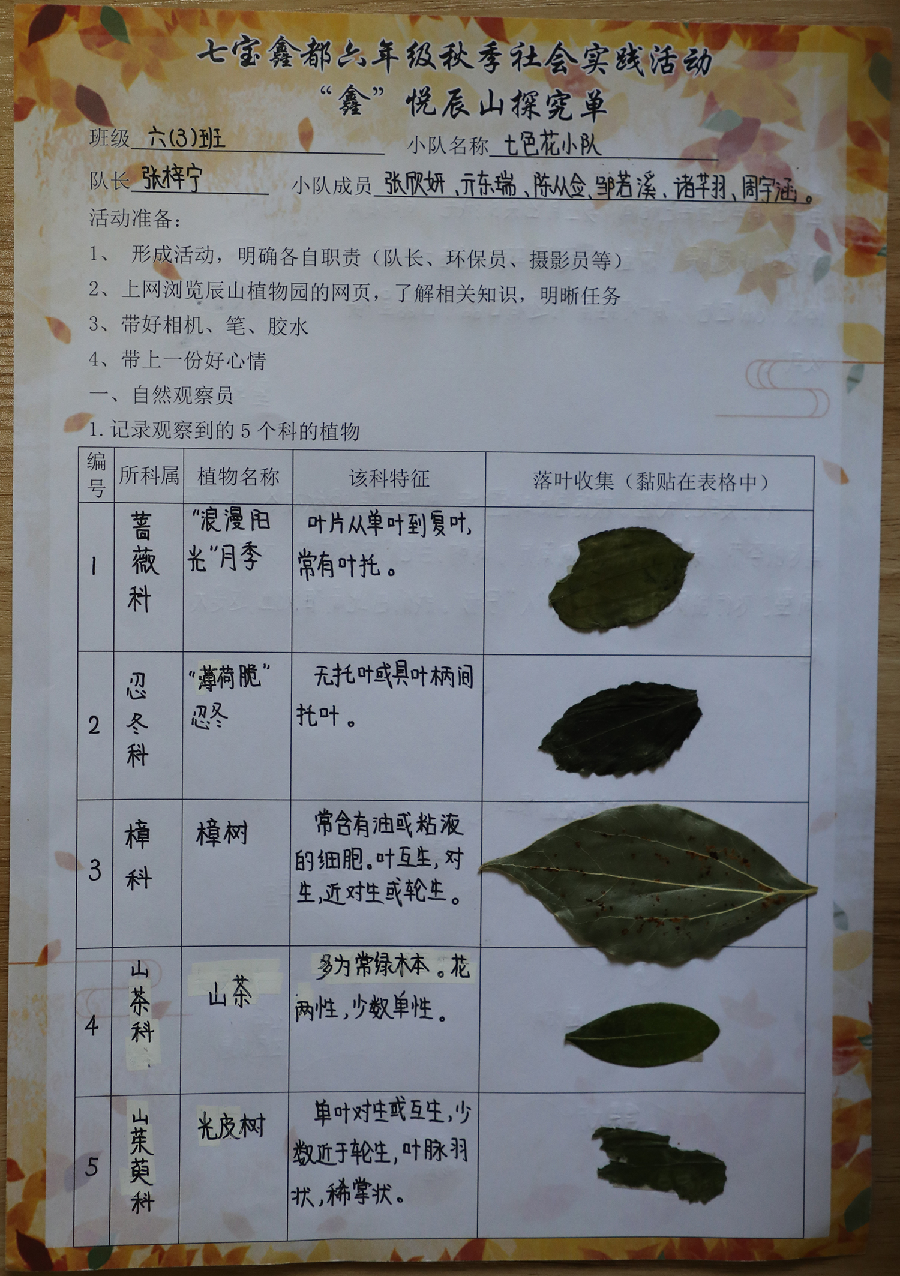 七宝鑫都六年级秋季社会实践活动
“鑫”悦辰山探究单
班级 六(3)班 小队名称 七色花小队
队长 张梓宁 小队成员 张欣妍、亓东瑞、陈从佥、邹若溪、诸芊羽、周宇涵。
活动准备：
1、 形成活动，明确各自职责（队长、环保员、摄影员等）
2、上网浏览辰山植物园的网页，了解相关知识，明晰任务
3、带好相机、笔、胶水
4、带上一份好心情
一、自然观察员
1.记录观察到的 5 个科的植物
编号 所科属 植物名称 该科特征 落叶收集（黏贴在表格中）
1 蔷薇科 “浪漫阳光”月季 叶片从单叶到复叶,常有叶托。
2 忍冬科 “薄荷脆”忍冬 无托叶或具叶柄间托叶。
3 樟科 樟树 常含有油或粘液的细胞。叶互生,对生,近对生或轮生。
4 山茶科 山茶 多为常绿木本。花两性,少数单性。
5 山茱萸科 光皮树 单叶对生或互生,少数近于轮生,叶脉羽状,稀掌状。